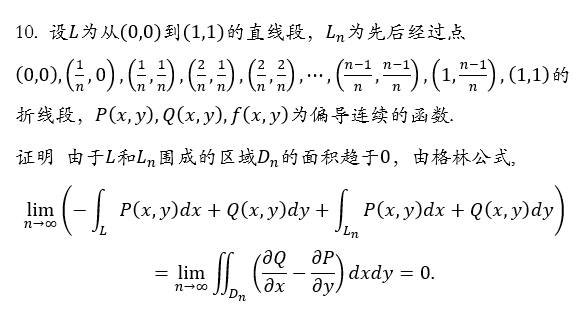 10. 设L为从(0,0)到(1,1)的直线段，Lₙ为先后经过点
(0,0), (1/n, 0), (1/n, 1/n), (2/n, 1/n), (2/n, 2/n), ⋯, ((n−1)/n, (n−1)/n), (1, (n−1)/n), (1,1)的
折线段，P(x,y), Q(x,y), f(x,y)为偏导连续的函数.
证明 由于L和Lₙ围成的区域Dₙ的面积趋于0，由格林公式,
lim_{n→∞} (−∫_L P(x,y)dx + Q(x,y)dy + ∫_{Lₙ} P(x,y)dx + Q(x,y)dy)
= lim_{n→∞} ∬_{Dₙ} (∂Q/∂x − ∂P/∂y) dxdy = 0.